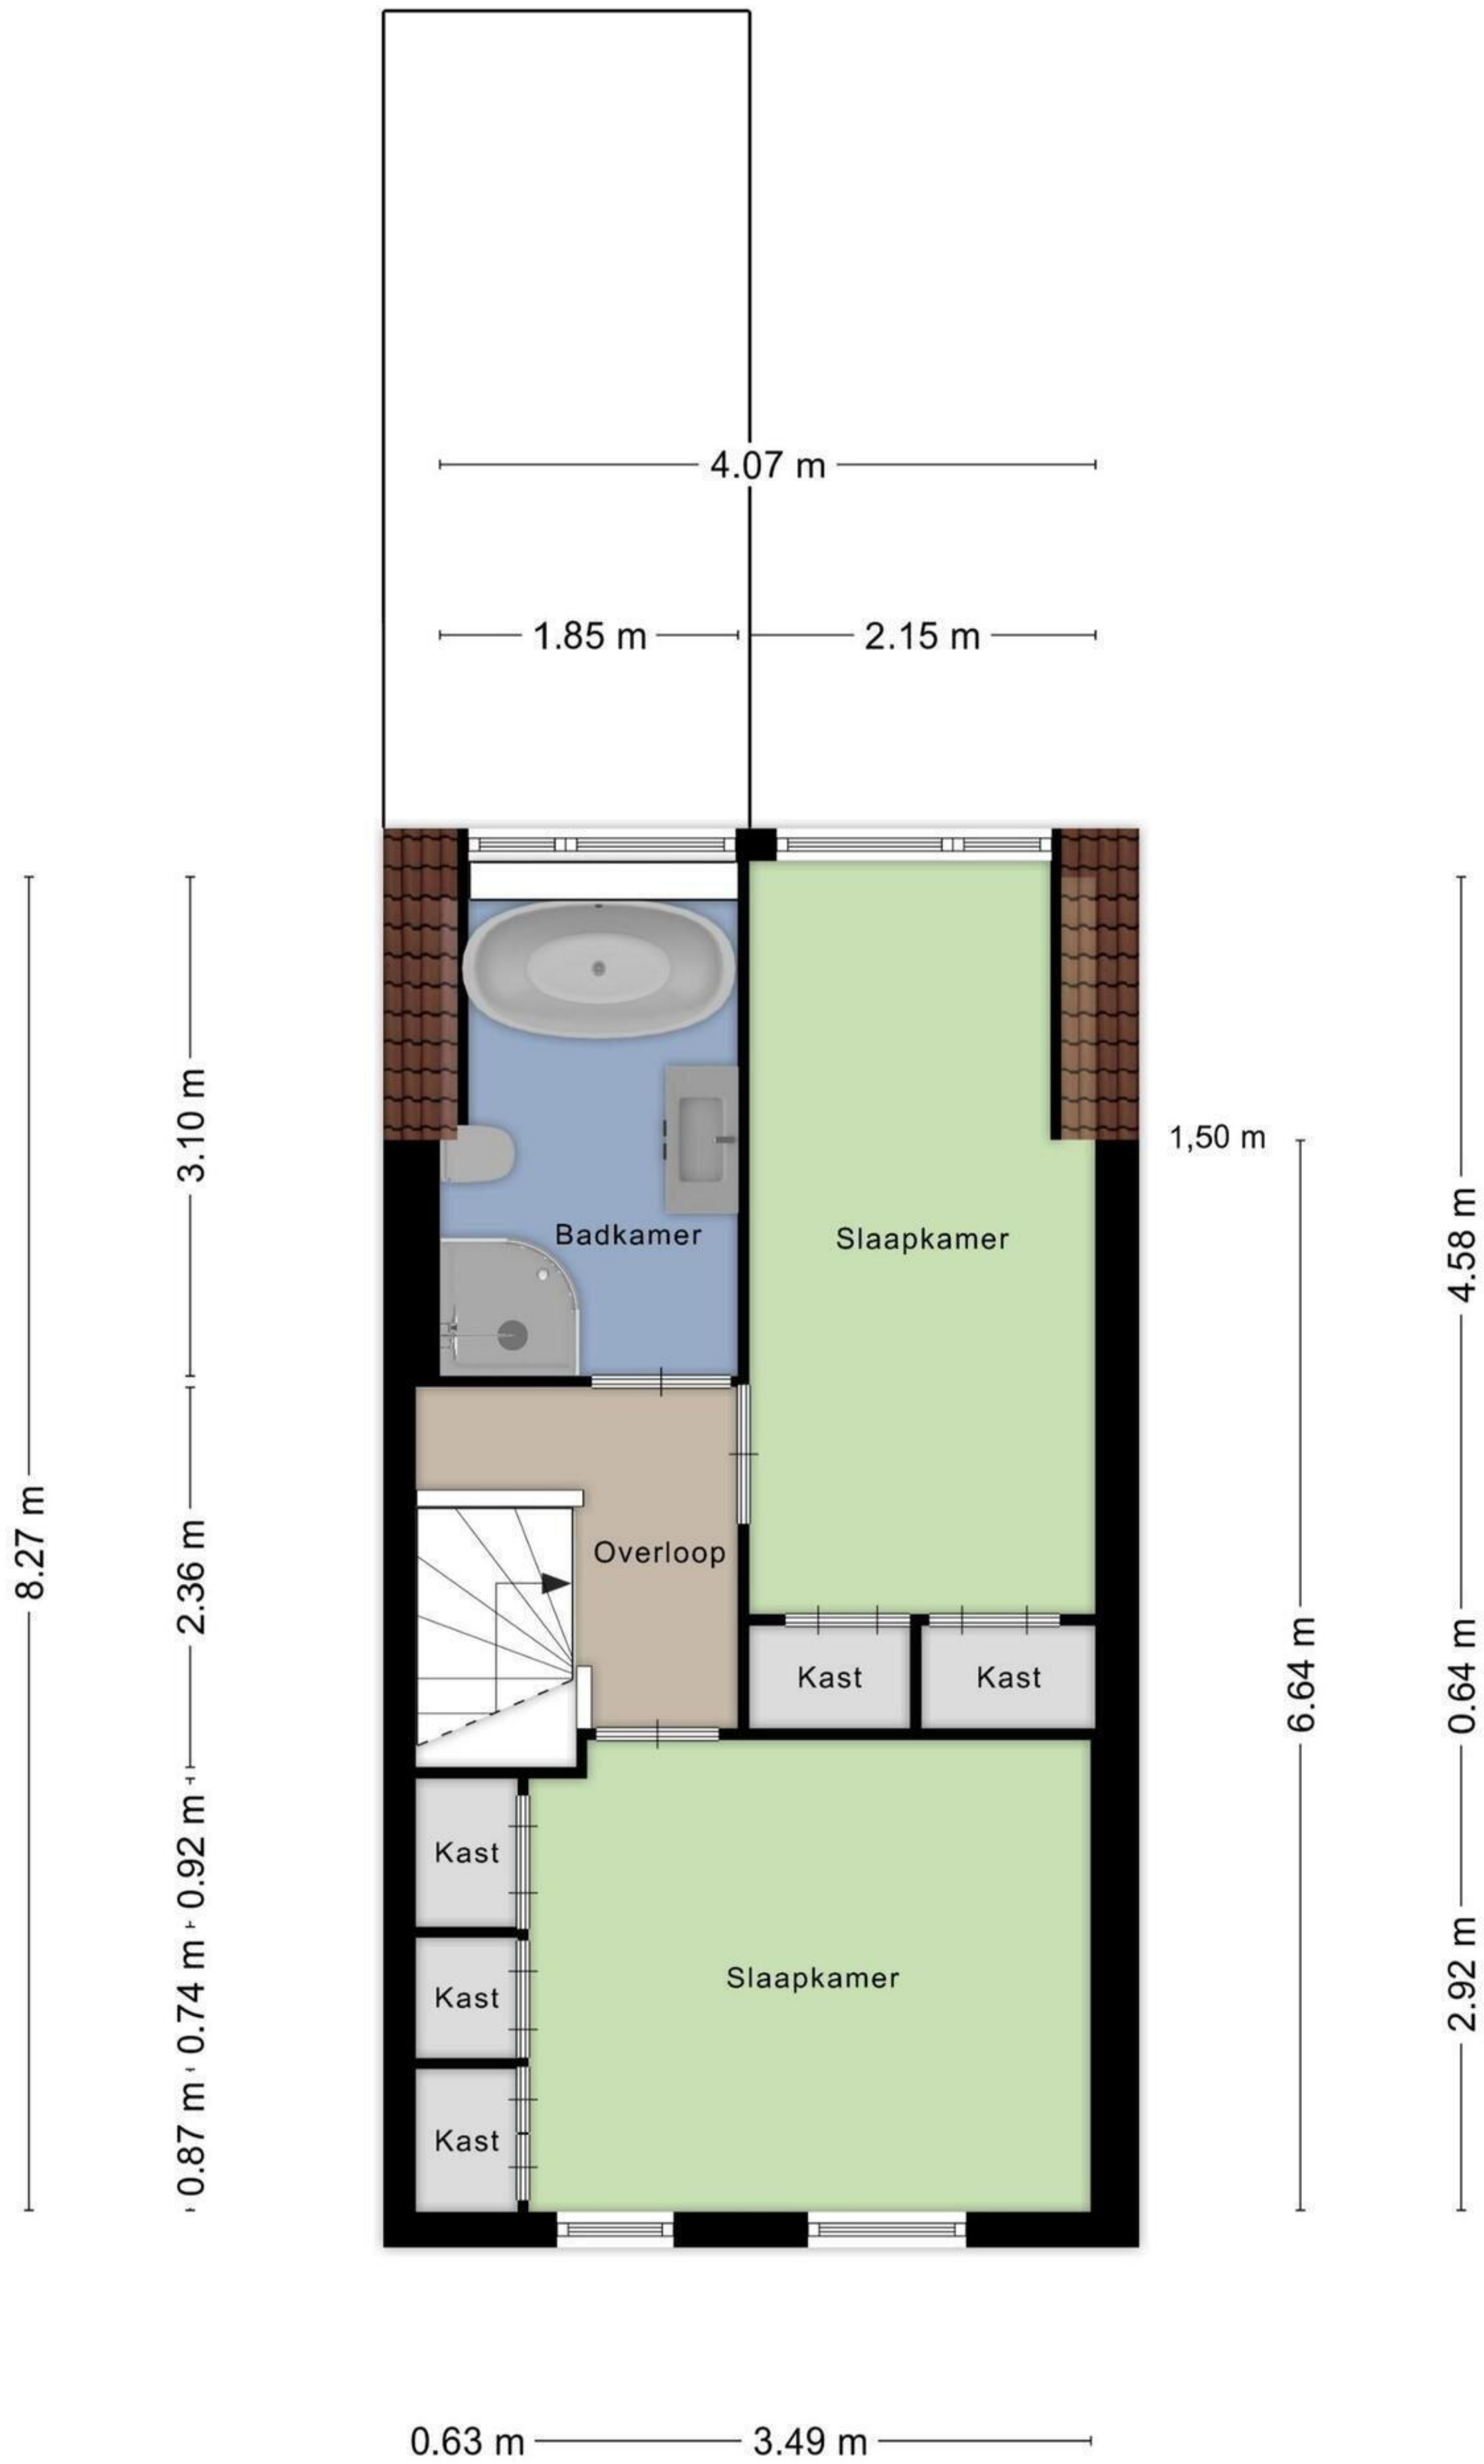 4.07 m
1.85 m
2.15 m
3.10 m
1,50 m
Badkamer
Slaapkamer
4.58 m
8.27 m
2.36 m
Overloop
Kast
Kast
6.64 m
0.64 m
0.92 m
Kast
Slaapkamer
2.92 m
0.74 m
Kast
0.87 m
Kast
0.63 m
3.49 m